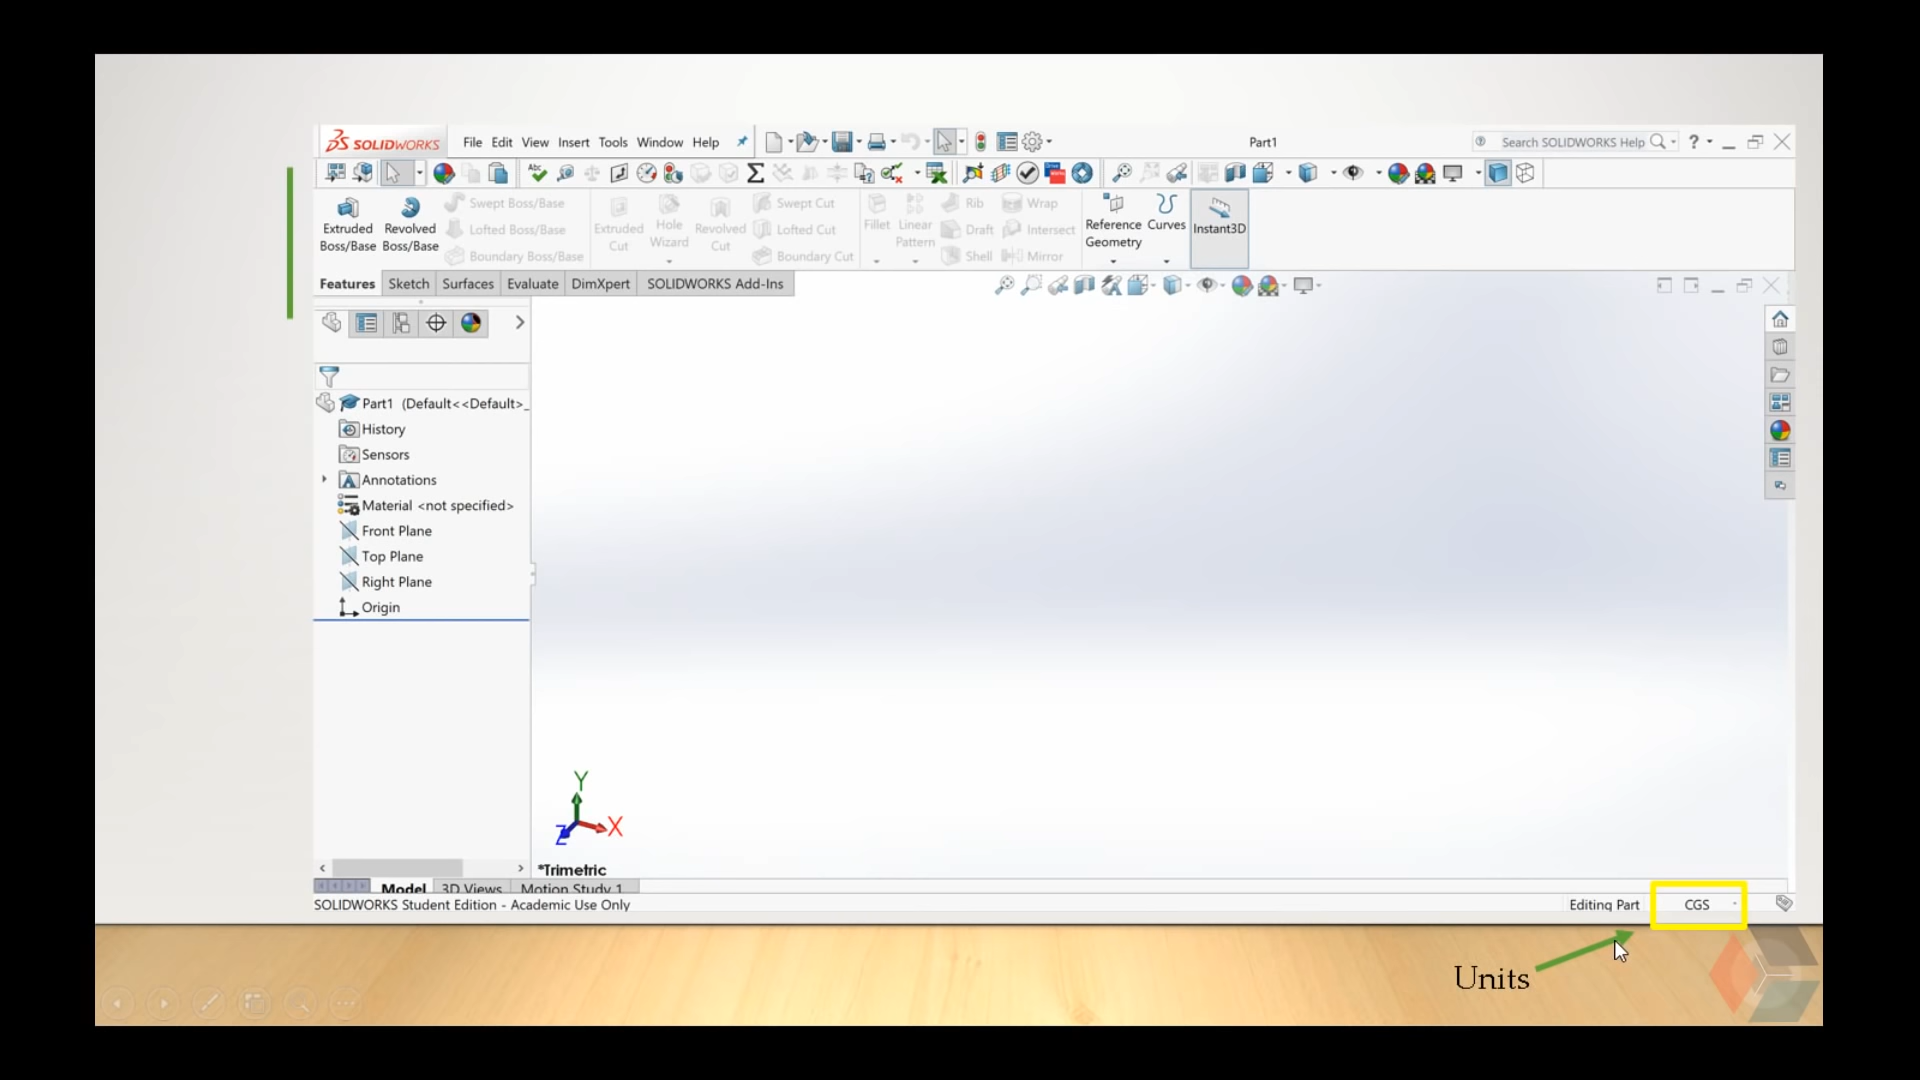 SOLIDWORKS File Edit View Insert Tools Window Help Part1 Search SOLIDWORKS Help ?
Extruded Boss/Base
Revolved Boss/Base
Swept Boss/Base
Lofted Boss/Base
Boundary Boss/Base
Extruded Cut
Hole Wizard
Revolved Cut
Swept Cut
Lofted Cut
Boundary Cut
Fillet
Linear Pattern
Rib
Draft
Shell
Wrap
Intersect
Mirror
Reference Geometry
Curves
Instant3D
Features Sketch Surfaces Evaluate DimXpert SOLIDWORKS Add-Ins
Part1 (Default<<Default>_
History
Sensors
Annotations
Material <not specified>
Front Plane
Top Plane
Right Plane
Origin
Y
X
Z
*Trimetric
Model 3D Views Motion Study 1
SOLIDWORKS Student Edition - Academic Use Only Editing Part CGS
Units